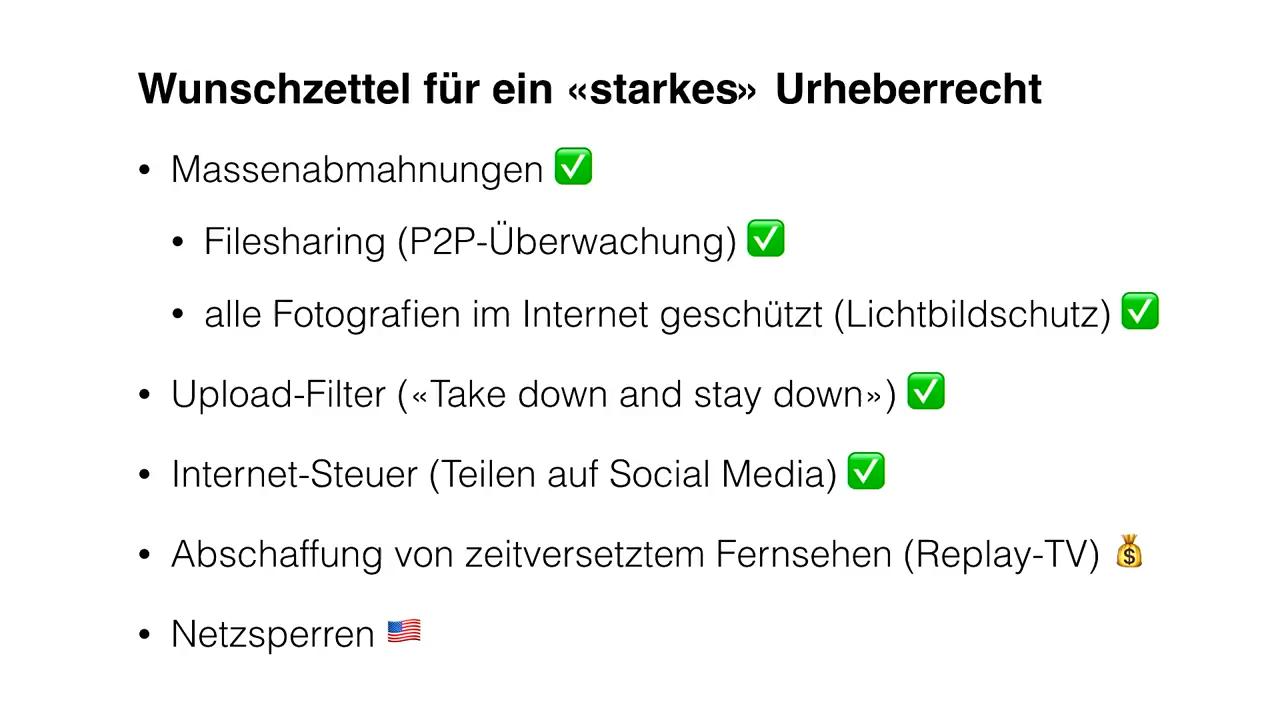 Wunschzettel für ein «starkes» Urheberrecht
• Massenabmahnungen ✅
• Filesharing (P2P-Überwachung) ✅
• alle Fotografien im Internet geschützt (Lichtbildschutz) ✅
• Upload-Filter («Take down and stay down») ✅
• Internet-Steuer (Teilen auf Social Media) ✅
• Abschaffung von zeitversetztem Fernsehen (Replay-TV) 💰
• Netzsperren 🇺🇸